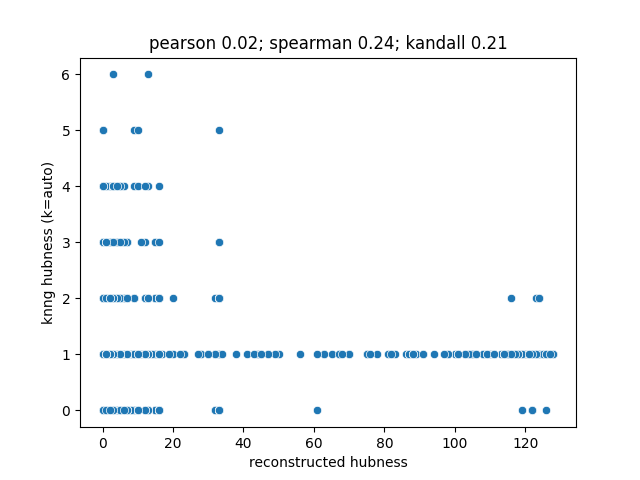 pearson 0.02; spearman 0.24; kandall 0.21
6
5
4
3
2
1
0
knng hubness (k=auto)
0 20 40 60 80 100 120
reconstructed hubness